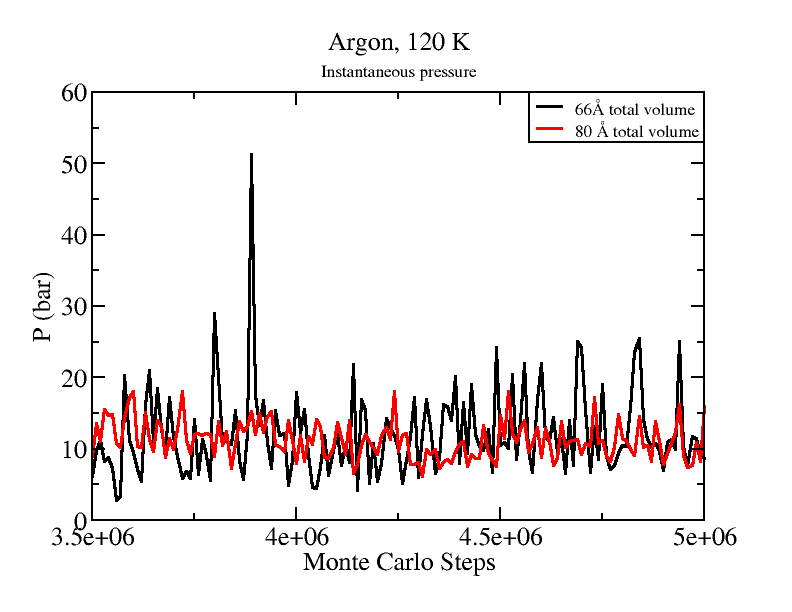 Argon, 120 K
Instantaneous pressure
66Å total volume
80 Å total volume
60
50
40
30
20
10
0
P (bar)
3.5e+06 4e+06 4.5e+06 5e+06
Monte Carlo Steps